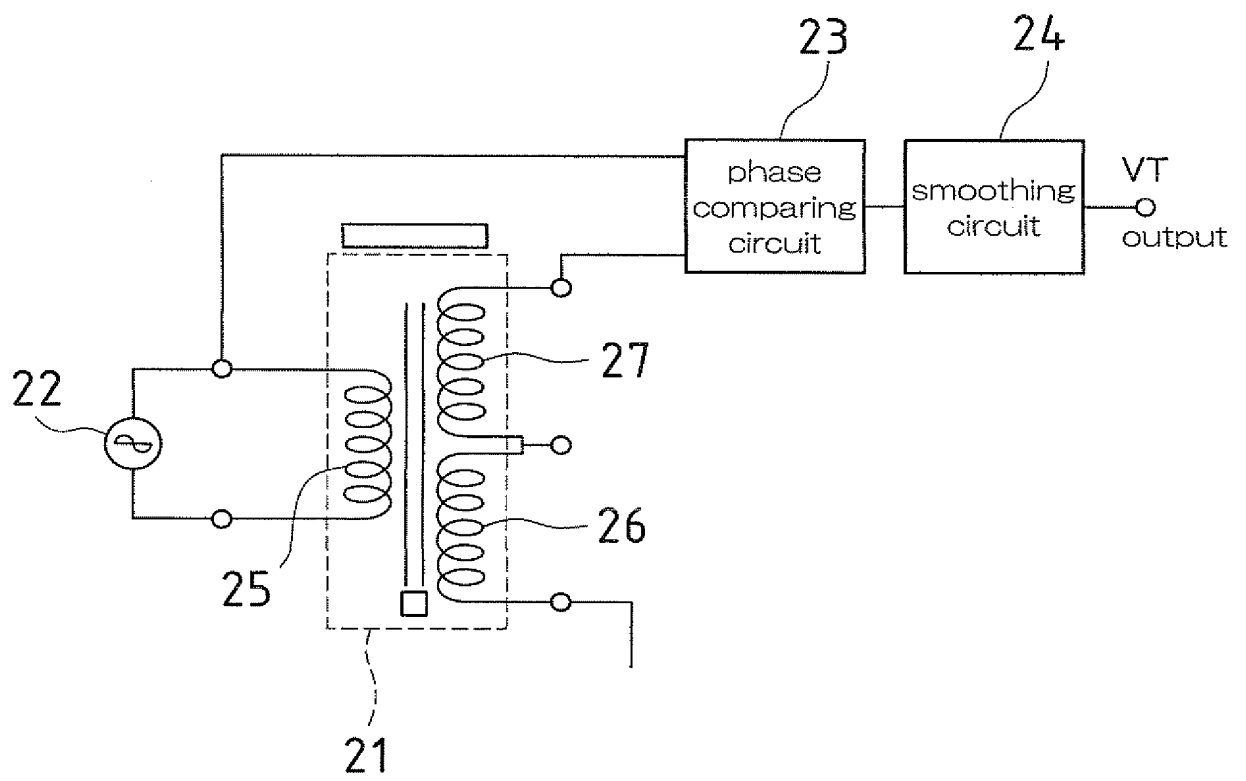 23
24
phase
comparing
circuit
smoothing
circuit
VT
output
27
22
26
25
21